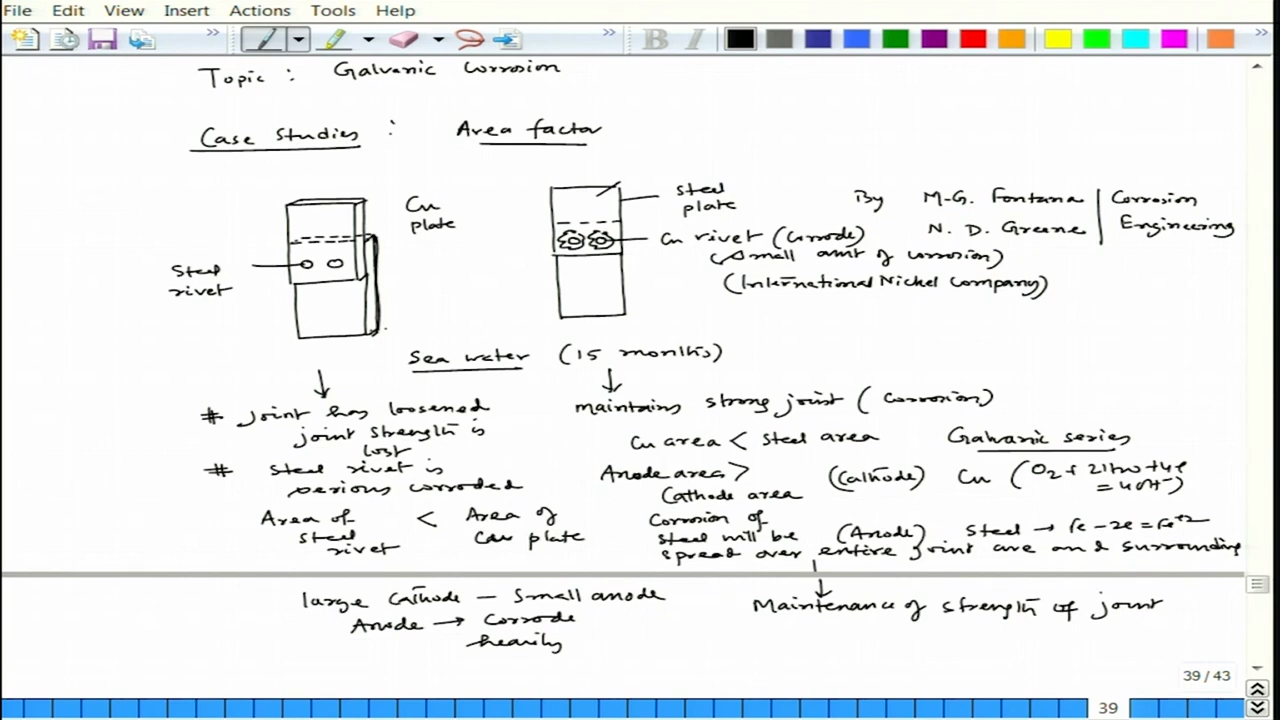 File Edit View Insert Actions Tools Help
Topic : Galvanic Corrosion
Case Studies : Area factor
Cu plate
Steel rivet
Steel plate
Cu rivet (Corrode)
(Small amt of corrosion)
(International Nickel Company)
By M.G. Fontana
N. D. Greene
Corrosion
Engineering
Sea water (15 months)
# joint has loosened
joint strength is
lost
# Steel rivet is
serious corroded
Area of
steel
rivet
<
Area of
Cu plate
large cathode - small anode
Anode → Corrode
heavily
maintains strong joint (Corrosion)
Cu area < steel area
Anode area >
Cathode area
Corrosion of
steel will be
spread over entire joint are and surrounding
Maintenance of strength of joint
Galvanic series
(Cathode) Cu (O2 + 2H2O + 4e
= 4OH-)
(Anode) Steel → Fe - 2e = Fe+2
39 / 43
39